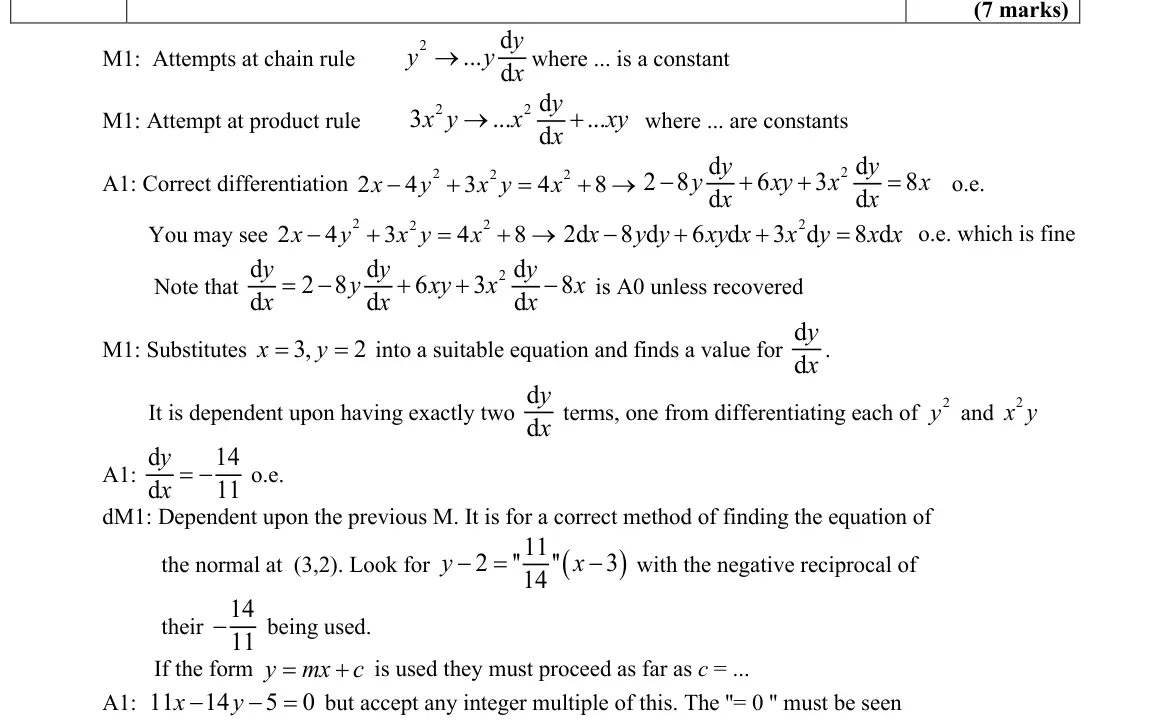 (7 marks)
M1: Attempts at chain rule y² → ...y dy/dx where ... is a constant
M1: Attempt at product rule 3x²y → ...x² dy/dx + ...xy where ... are constants
A1: Correct differentiation 2x − 4y² + 3x²y = 4x² + 8 → 2 − 8y dy/dx + 6xy + 3x² dy/dx = 8x o.e.
You may see 2x − 4y² + 3x²y = 4x² + 8 → 2dx − 8ydy + 6xydx + 3x²dy = 8xdx o.e. which is fine
Note that dy/dx = 2 − 8y dy/dx + 6xy + 3x² dy/dx − 8x is A0 unless recovered
M1: Substitutes x = 3, y = 2 into a suitable equation and finds a value for dy/dx.
It is dependent upon having exactly two dy/dx terms, one from differentiating each of y² and x²y
A1: dy/dx = −14/11 o.e.
dM1: Dependent upon the previous M. It is for a correct method of finding the equation of
the normal at (3,2). Look for y − 2 = "11/14"(x − 3) with the negative reciprocal of
their −14/11 being used.
If the form y = mx + c is used they must proceed as far as c = ...
A1: 11x − 14y − 5 = 0 but accept any integer multiple of this. The "= 0 " must be seen